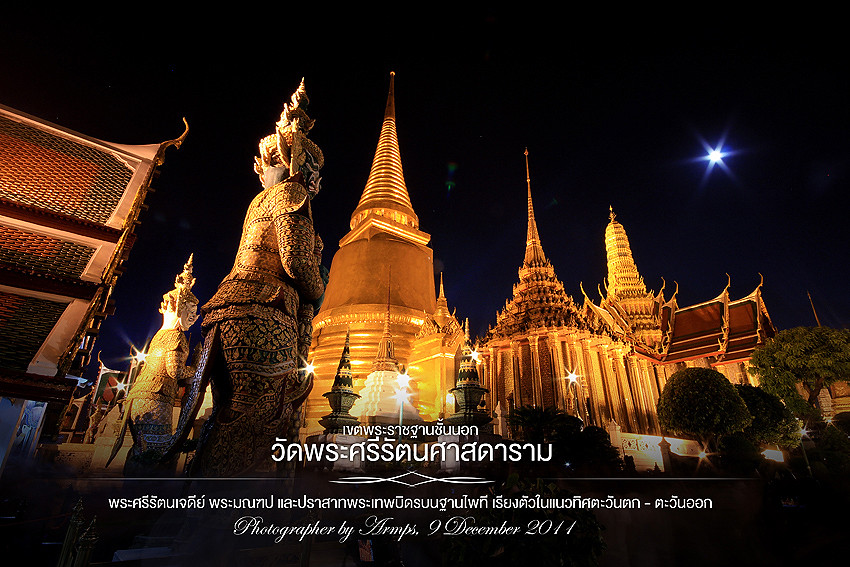 เขตพระราชฐานชั้นนอก
วัดพระศรีรัตนศาสดาราม
พระศรีรัตนเจดีย์ พระมณฑป และปราสาทพระเทพบิดรบนฐานไพที เรียงตัวในแนวทิศตะวันตก - ตะวันออก
Photographer by Armps, 9 December 2011